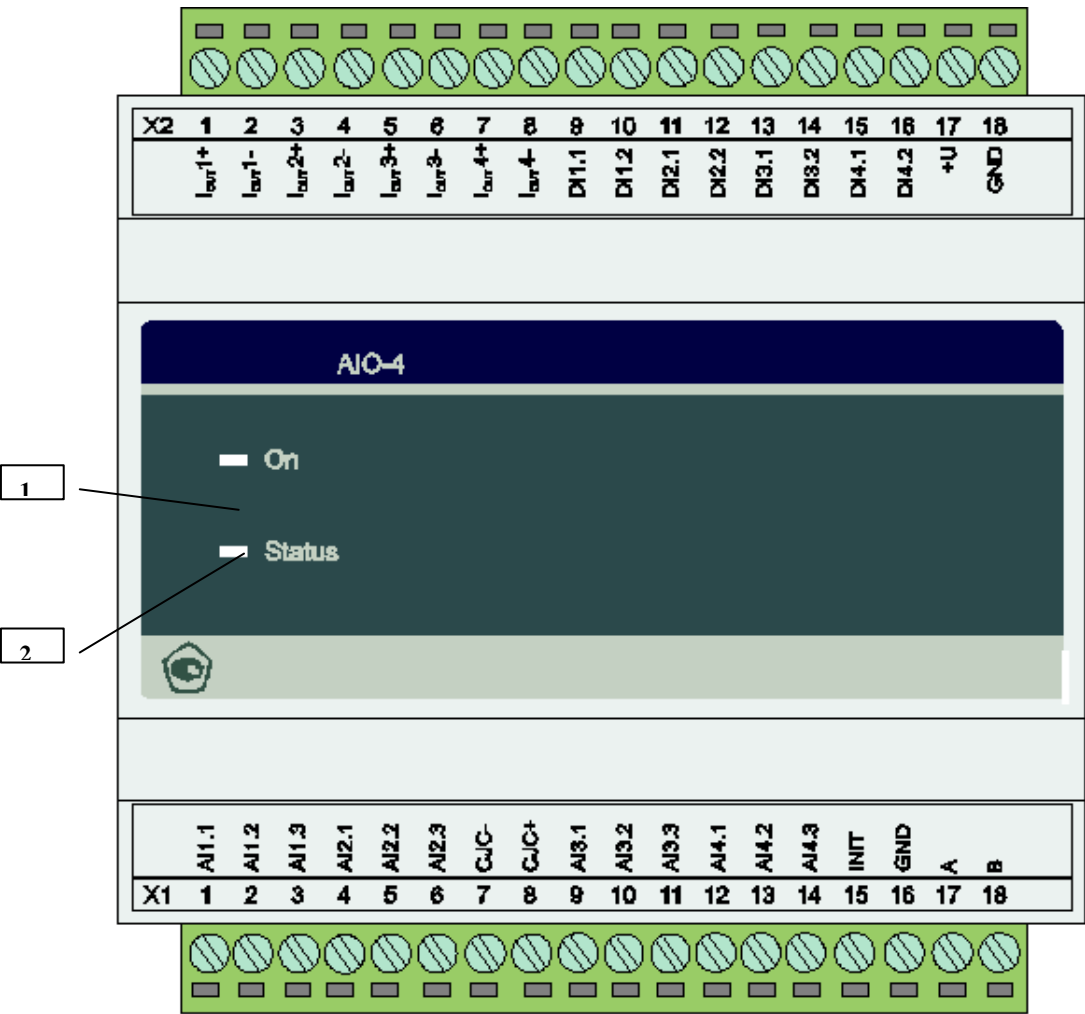 X2 1 2 3 4 5 6 7 8 9 10 11 12 13 14 15 16 17 18
IOUT1+ IOUT1- IOUT2+ IOUT2- IOUT3+ IOUT3- IOUT4+ IOUT4- DI1.1 DI1.2 DI2.1 DI2.2 DI3.1 DI3.2 DI4.1 DI4.2 +U GND
AIO-4
On
1
Status
2
AI1.1 AI1.2 AI1.3 AI2.1 AI2.2 AI2.3 CJC- CJC+ AI3.1 AI3.2 AI3.3 AI4.1 AI4.2 AI4.3 INIT GND A B
X1 1 2 3 4 5 6 7 8 9 10 11 12 13 14 15 16 17 18